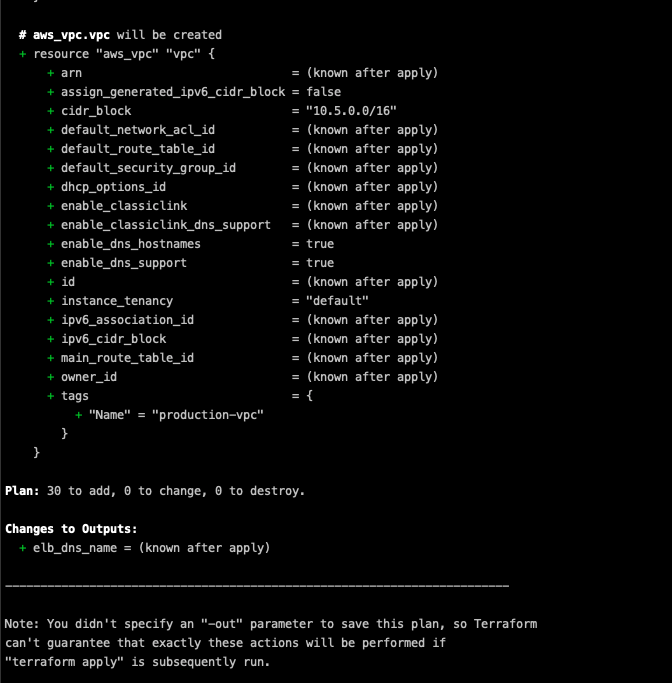 # aws_vpc.vpc will be created
+ resource "aws_vpc" "vpc" {
+ arn = (known after apply)
+ assign_generated_ipv6_cidr_block = false
+ cidr_block = "10.5.0.0/16"
+ default_network_acl_id = (known after apply)
+ default_route_table_id = (known after apply)
+ default_security_group_id = (known after apply)
+ dhcp_options_id = (known after apply)
+ enable_classiclink = (known after apply)
+ enable_classiclink_dns_support = (known after apply)
+ enable_dns_hostnames = true
+ enable_dns_support = true
+ id = (known after apply)
+ instance_tenancy = "default"
+ ipv6_association_id = (known after apply)
+ ipv6_cidr_block = (known after apply)
+ main_route_table_id = (known after apply)
+ owner_id = (known after apply)
+ tags = {
+ "Name" = "production-vpc"
}
}
Plan: 30 to add, 0 to change, 0 to destroy.
Changes to Outputs:
+ elb_dns_name = (known after apply)
------------------------------------------------------------------------
Note: You didn't specify an "-out" parameter to save this plan, so Terraform
can't guarantee that exactly these actions will be performed if
"terraform apply" is subsequently run.